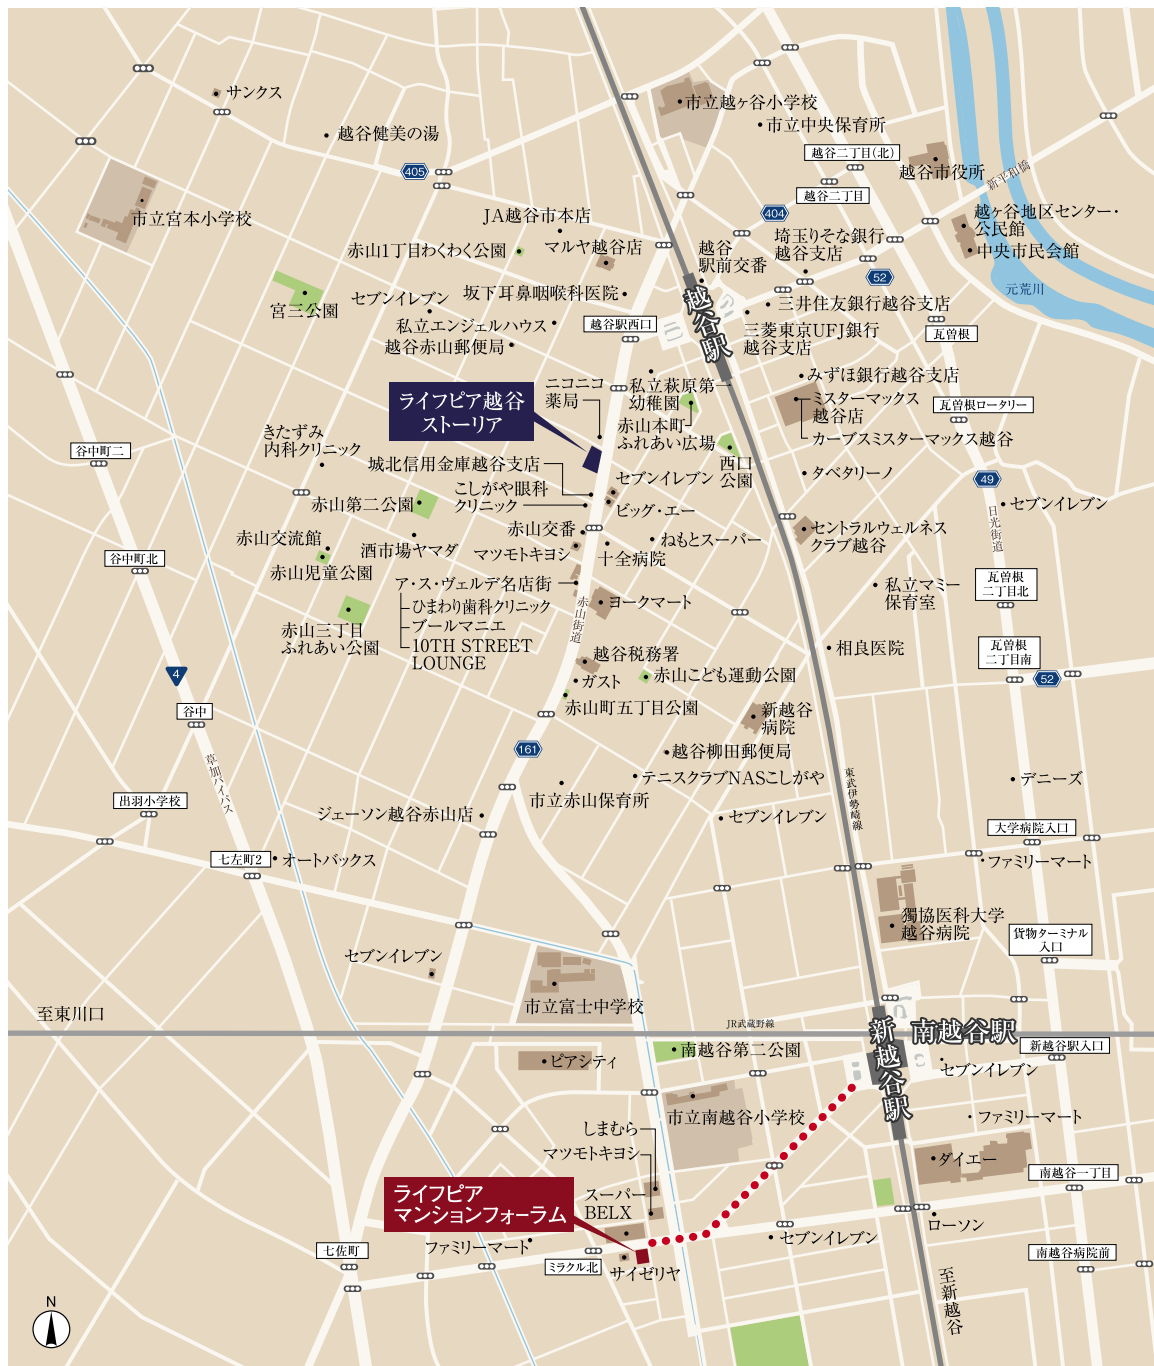 サンクス
越谷健美の湯
405
市立越ヶ谷小学校
市立中央保育所
越谷二丁目(北)
越谷市役所
新平和橋
越谷二丁目
404
市立宮本小学校
JA越谷市本店
赤山1丁目わくわく公園
マルヤ越谷店
越谷
駅前交番
埼玉りそな銀行
越谷支店
越ヶ谷地区センター・
公民館
中央市民会館
52
元荒川
宮三公園
セブンイレブン
坂下耳鼻咽喉科医院
私立エンジェルハウス
越谷赤山郵便局
越谷駅西口
越谷駅
三井住友銀行越谷支店
三菱東京UFJ銀行
越谷支店
瓦曽根
ニコニコ
薬局
私立萩原第一
幼稚園
みずほ銀行越谷支店
ライフピア越谷
ストーリア
赤山本町
ふれあい広場
ミスターマックス
越谷店
瓦曽根ロータリー
カーブスミスターマックス越谷
きたずみ
内科クリニック
谷中町二
城北信用金庫越谷支店
西口
公園
タベタリーノ
セブンイレブン
こしがや眼科
クリニック
ビッグ・エー
49
セブンイレブン
日光街道
赤山第二公園
赤山交流館
酒市場ヤマダ
赤山交番
マツモトキヨシ
十全病院
ねもとスーパー
セントラルウェルネス
クラブ越谷
谷中町北
赤山児童公園
ア・ス・ヴェルデ名店街
ひまわり歯科クリニック
ブールマニエ
10TH STREET
LOUNGE
ヨークマート
赤山街道
私立マミー
保育室
瓦曽根
二丁目北
赤山三丁目
ふれあい公園
越谷税務署
ガスト
赤山こども運動公園
赤山町五丁目公園
相良医院
瓦曽根
二丁目南
52
4
谷中
新越谷
病院
161
越谷柳田郵便局
テニスクラブNASこしがや
草加バイパス
出羽小学校
市立赤山保育所
ジェーソン越谷赤山店
セブンイレブン
東武伊勢崎線
デニーズ
大学病院入口
七左町2
オートバックス
ファミリーマート
獨協医科大学
越谷病院
貨物ターミナル
入口
セブンイレブン
市立富士中学校
至東川口
JR武蔵野線
南越谷駅
新越谷駅
新越谷駅入口
ピアシティ
南越谷第二公園
セブンイレブン
市立南越谷小学校
ファミリーマート
しまむら
マツモトキヨシ
ダイエー
南越谷一丁目
ライフピア
マンションフォーラム
スーパー
BELX
ローソン
セブンイレブン
七佐町
ファミリーマート
ミラクル北
サイゼリヤ
南越谷病院前
至新越谷
N